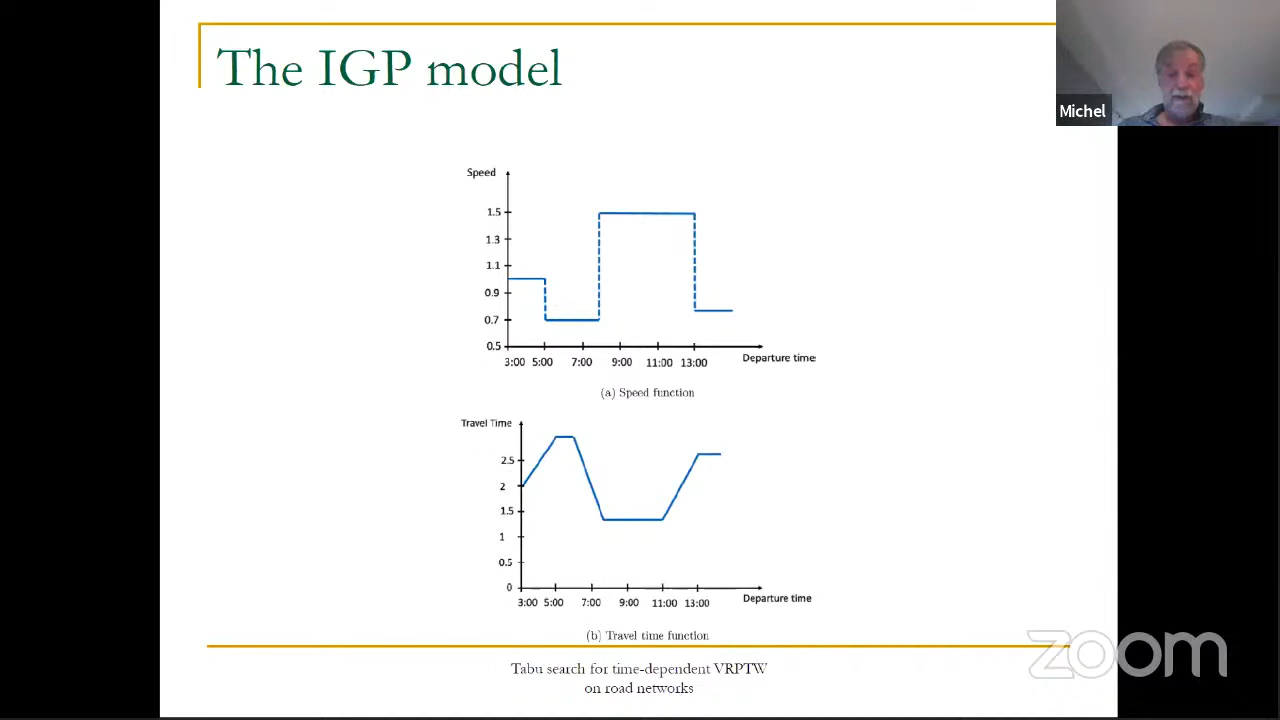 The IGP model
Michel
Speed
1.5
1.3
1.1
0.9
0.7
0.5
3:00 5:00 7:00 9:00 11:00 13:00
Departure time
(a) Speed function
Travel Time
2.5
2
1.5
1
0.5
0
3:00 5:00 7:00 9:00 11:00 13:00
Departure time
(b) Travel time function
Tabu search for time-dependent VRPTW
on road networks
zoom